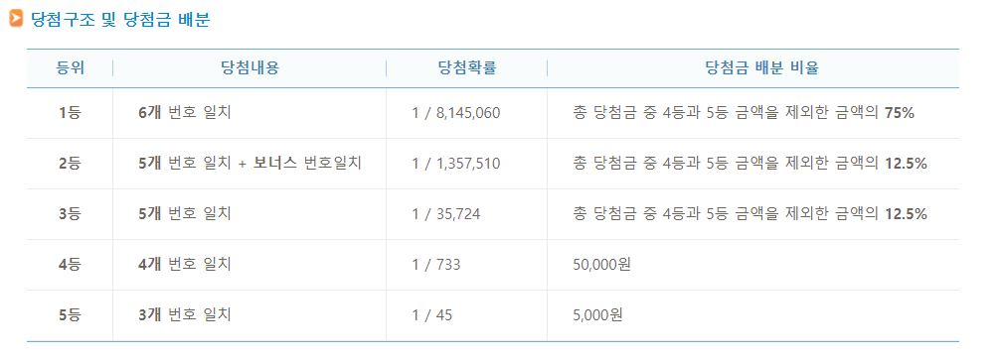 당첨구조 및 당첨금 배분
등위 당첨내용 당첨확률 당첨금 배분 비율
1등 6개 번호 일치 1 / 8,145,060 총 당첨금 중 4등과 5등 금액을 제외한 금액의 75%
2등 5개 번호 일치 + 보너스 번호일치 1 / 1,357,510 총 당첨금 중 4등과 5등 금액을 제외한 금액의 12.5%
3등 5개 번호 일치 1 / 35,724 총 당첨금 중 4등과 5등 금액을 제외한 금액의 12.5%
4등 4개 번호 일치 1 / 733 50,000원
5등 3개 번호 일치 1 / 45 5,000원